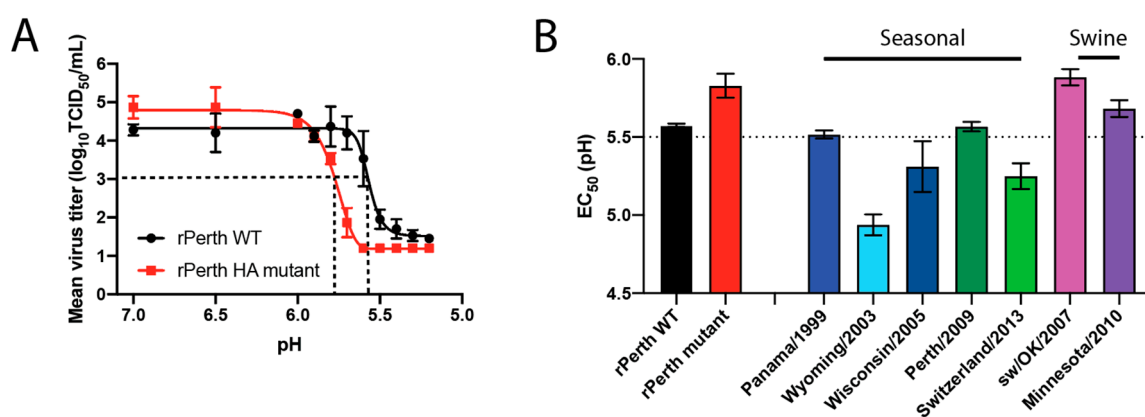 A
Mean virus titer (log10TCID50/mL)
6
5
4
3
2
1
0
rPerth WT
rPerth HA mutant
7.0
6.5
6.0
5.5
5.0
pH
B
Seasonal
Swine
EC50 (pH)
6.0
5.5
5.0
4.5
rPerth WT
rPerth mutant
Panama/1999
Wyoming/2003
Wisconsin/2005
Perth/2009
Switzerland/2013
sw/OK/2007
Minnesota/2010